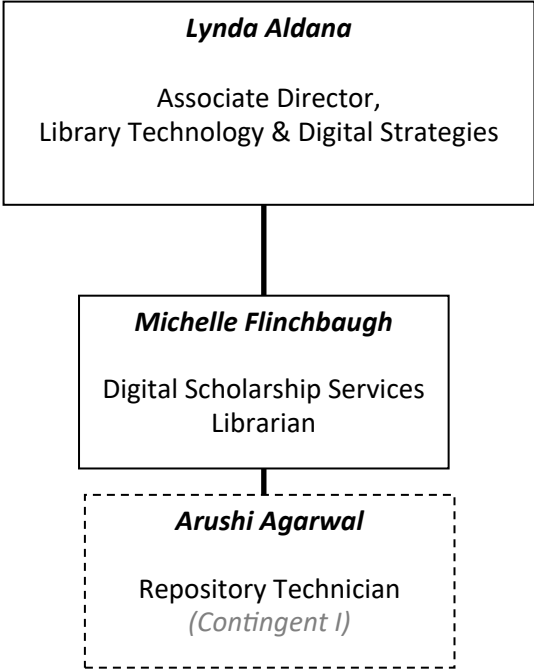 Lynda Aldana
Associate Director,
Library Technology & Digital Strategies
Michelle Flinchbaugh
Digital Scholarship Services
Librarian
Arushi Agarwal
Repository Technician
(Contingent I)